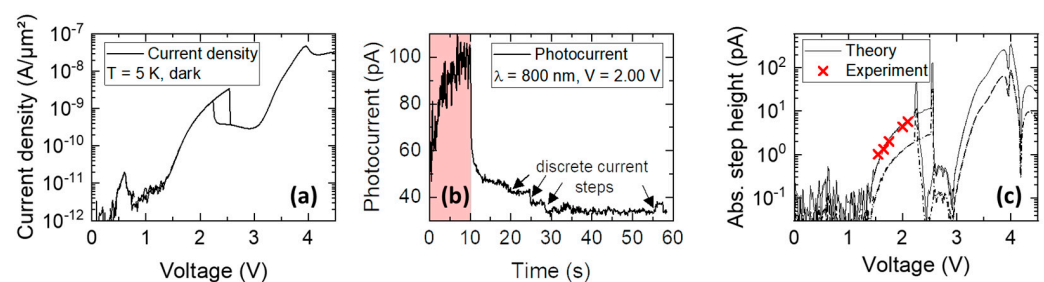 Current density (A/µm²)
10⁻⁷
10⁻⁸
10⁻⁹
10⁻¹⁰
10⁻¹¹
10⁻¹²
Current density
T = 5 K, dark
(a)
0 1 2 3 4
Voltage (V)
Photocurrent (pA)
100
80
60
40
Photocurrent
λ = 800 nm, V = 2.00 V
discrete current
steps
(b)
0 10 20 30 40 50 60
Time (s)
Abs. step height (pA)
10²
10¹
10⁰
10⁻¹
Theory
Experiment
(c)
0 1 2 3 4
Voltage (V)